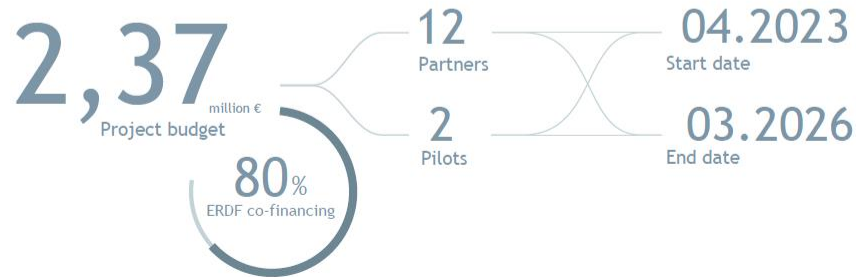 2,37
million €
Project budget
80%
ERDF co-financing
12
Partners
2
Pilots
04.2023
Start date
03.2026
End date